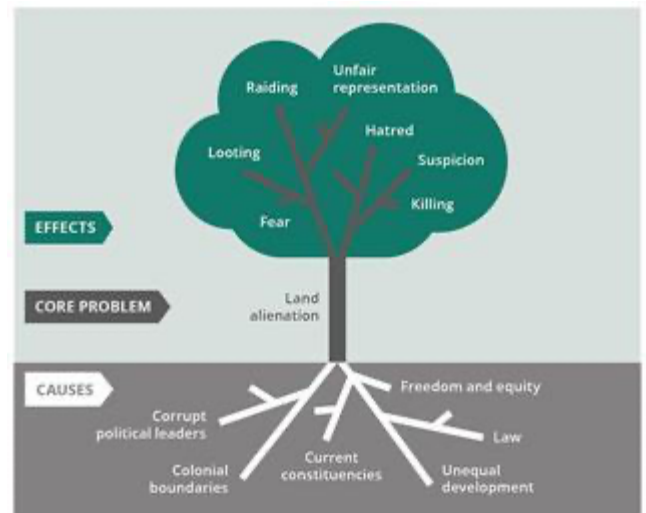 Raiding
Unfair
representation
Hatred
Looting
Suspicion
Killing
Fear
EFFECTS
CORE PROBLEM
Land
alienation
CAUSES
Freedom and equity
Corrupt
political leaders
Law
Current
constituencies
Colonial
boundaries
Unequal
development